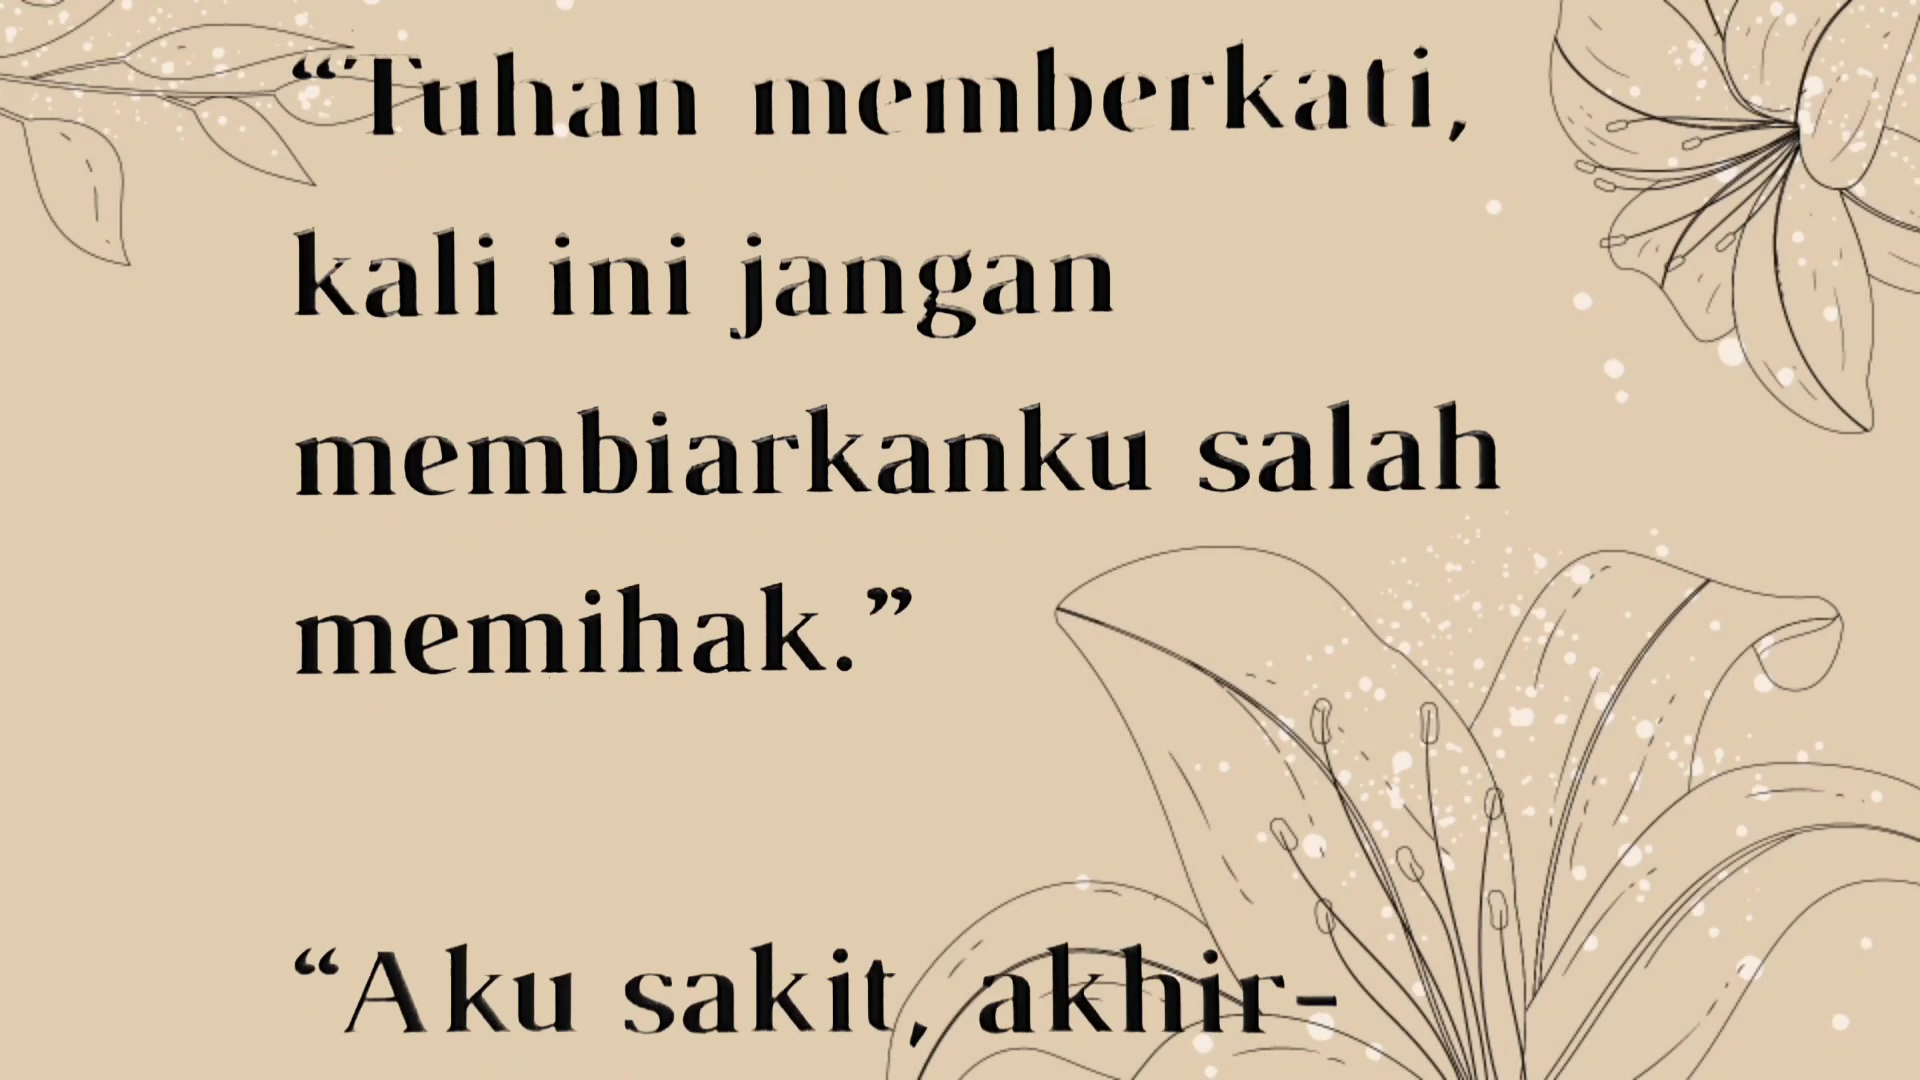 “Tuhan memberkati,
kali ini jangan
membiarkanku salah
memihak.”
“Aku sakit, akhir-